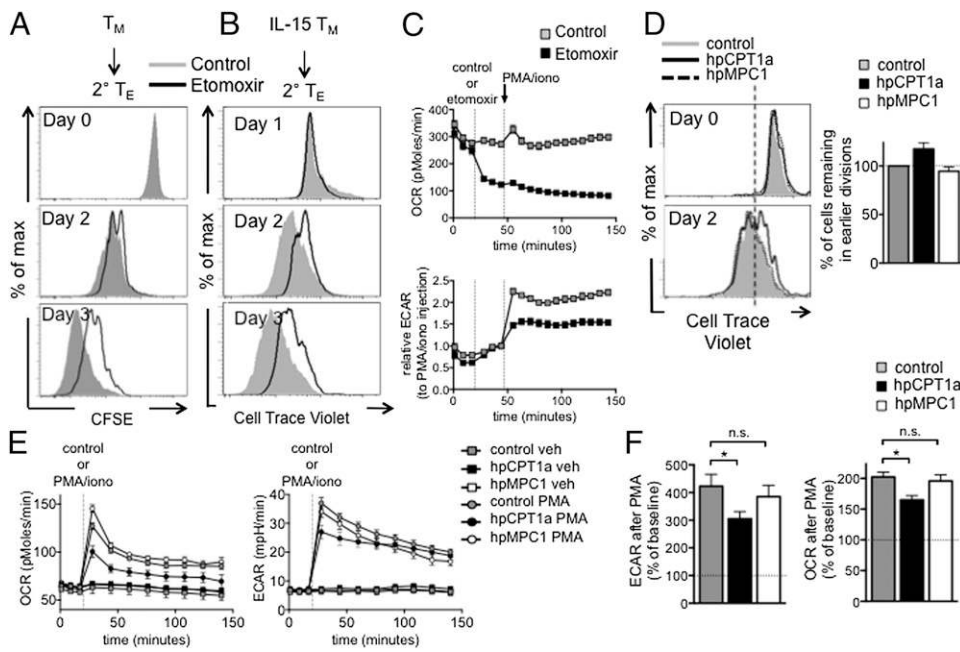 A
T_M
2° T_E
Control
Etomoxir
% of max
Day 0
% of max
Day 2
Day 3
CFSE
B
IL-15 T_M
2° T_E
Day 1
Day 2
Day 3
Cell Trace Violet
C
Control
Etomoxir
control
or
etomoxir
PMA/iono
OCR (pMoles/min)
400
300
200
100
0
0 50 100 150
time (minutes)
relative ECAR
(to PMA/iono injection)
2.5
2.0
1.5
1.0
0.5
0.0
0 50 100 150
time (minutes)
D
control
hpCPT1a
hpMPC1
% of max
Day 0
% of max
Day 2
Cell Trace
Violet
control
hpCPT1a
hpMPC1
% of cells remaining
in earlier divisions
100
50
0
E
control
or
PMA/iono
OCR (pMoles/min)
150
100
50
0 50 100 150
time (minutes)
control
or
PMA/iono
ECAR (mpH/min)
40
30
20
10
0
0 50 100 150
time (minutes)
control veh
hpCPT1a veh
hpMPC1 veh
control PMA
hpCPT1a PMA
hpMPC1 PMA
control
hpCPT1a
hpMPC1
F
n.s.
*
ECAR after PMA
(% of baseline)
500
400
300
200
100
0
n.s.
*
OCR after PMA
(% of baseline)
200
150
100
50
0